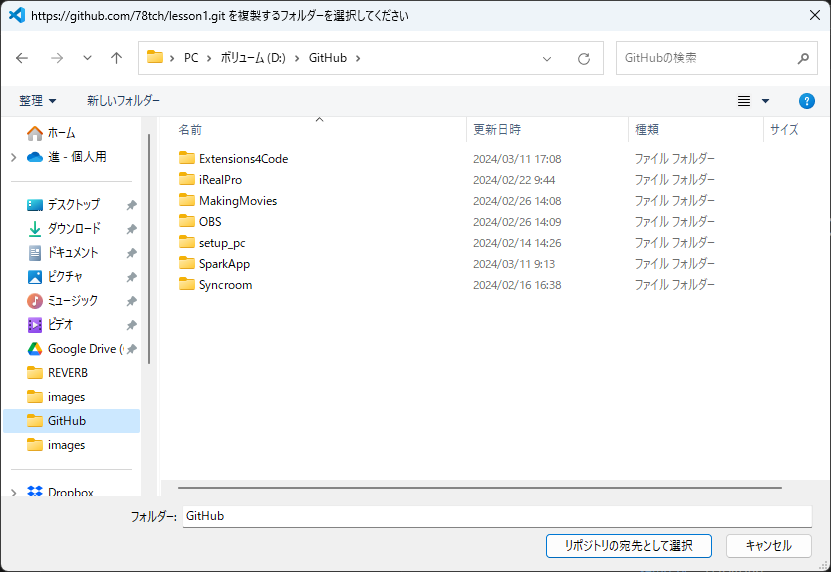 https://github.com/78tch/lesson1.git を複製するフォルダーを選択してください
PC ボリューム (D:) GitHub
GitHubの検索
整理 新しいフォルダー
ホーム
進 - 個人用
デスクトップ
ダウンロード
ドキュメント
ピクチャ
ミュージック
ビデオ
Google Drive (
REVERB
images
GitHub
images
Dropbox
名前 更新日時 種類 サイズ
Extensions4Code 2024/03/11 17:08 ファイル フォルダー
iRealPro 2024/02/22 9:44 ファイル フォルダー
MakingMovies 2024/02/26 14:08 ファイル フォルダー
OBS 2024/02/26 14:09 ファイル フォルダー
setup_pc 2024/02/14 14:26 ファイル フォルダー
SparkApp 2024/03/11 9:13 ファイル フォルダー
Syncroom 2024/02/16 16:38 ファイル フォルダー
フォルダー: GitHub
リポジトリの宛先として選択 キャンセル